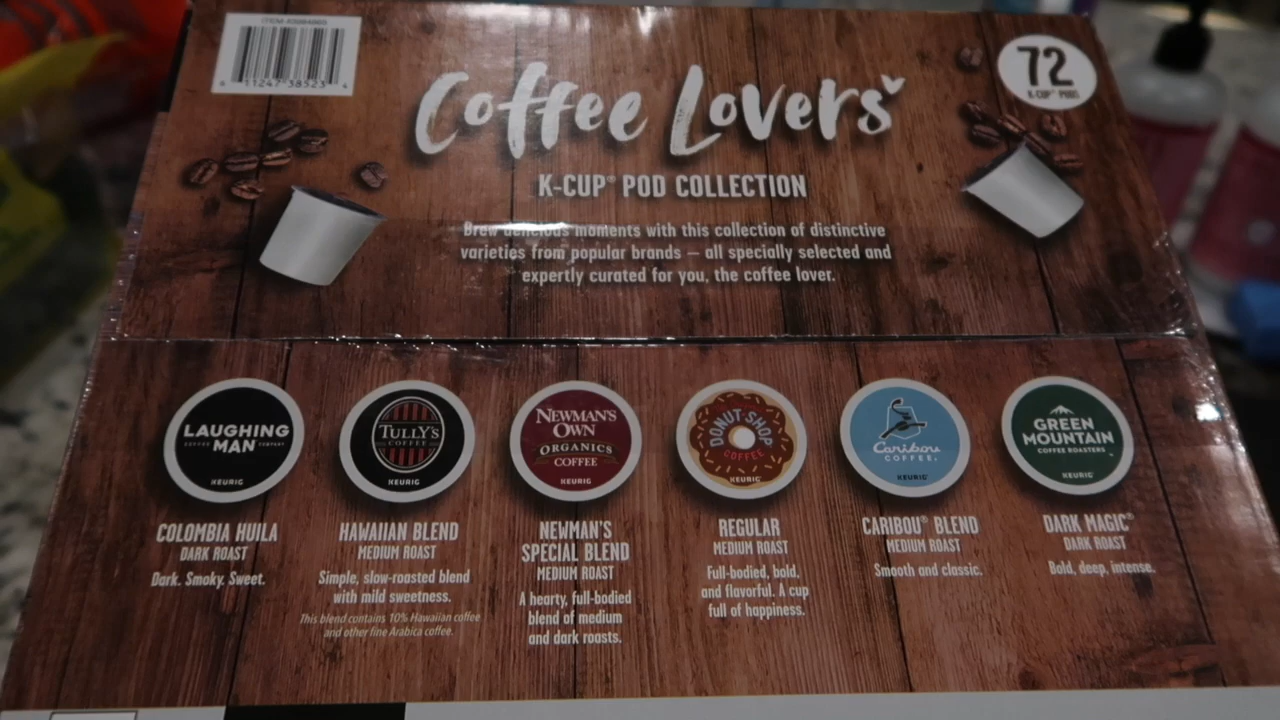 11247 38523 4
Coffee Lovers
72
K-CUP® PODS
K-CUP® POD COLLECTION
Brew delicious moments with this collection of distinctive
varieties from popular brands — all specially selected and
expertly curated for you, the coffee lover.
LAUGHING
MAN
COFFEE COMPANY
KEURIG
TULLY'S
COFFEE
KEURIG
NEWMAN'S
OWN
ORGANICS
COFFEE
KEURIG
DONUT SHOP
COFFEE
KEURIG
Caribou
COFFEE
KEURIG
GREEN
MOUNTAIN
COFFEE ROASTERS
KEURIG
COLOMBIA HUILA
DARK ROAST
Dark. Smoky. Sweet.
HAWAIIAN BLEND
MEDIUM ROAST
Simple, slow-roasted blend
with mild sweetness.
This blend contains 10% Hawaiian coffee
and other fine Arabica coffee.
NEWMAN'S
SPECIAL BLEND
MEDIUM ROAST
A hearty, full-bodied
blend of medium
and dark roasts.
REGULAR
MEDIUM ROAST
Full-bodied, bold,
and flavorful. A cup
full of happiness.
CARIBOU® BLEND
MEDIUM ROAST
Smooth and classic.
DARK MAGIC®
DARK ROAST
Bold, deep, intense.